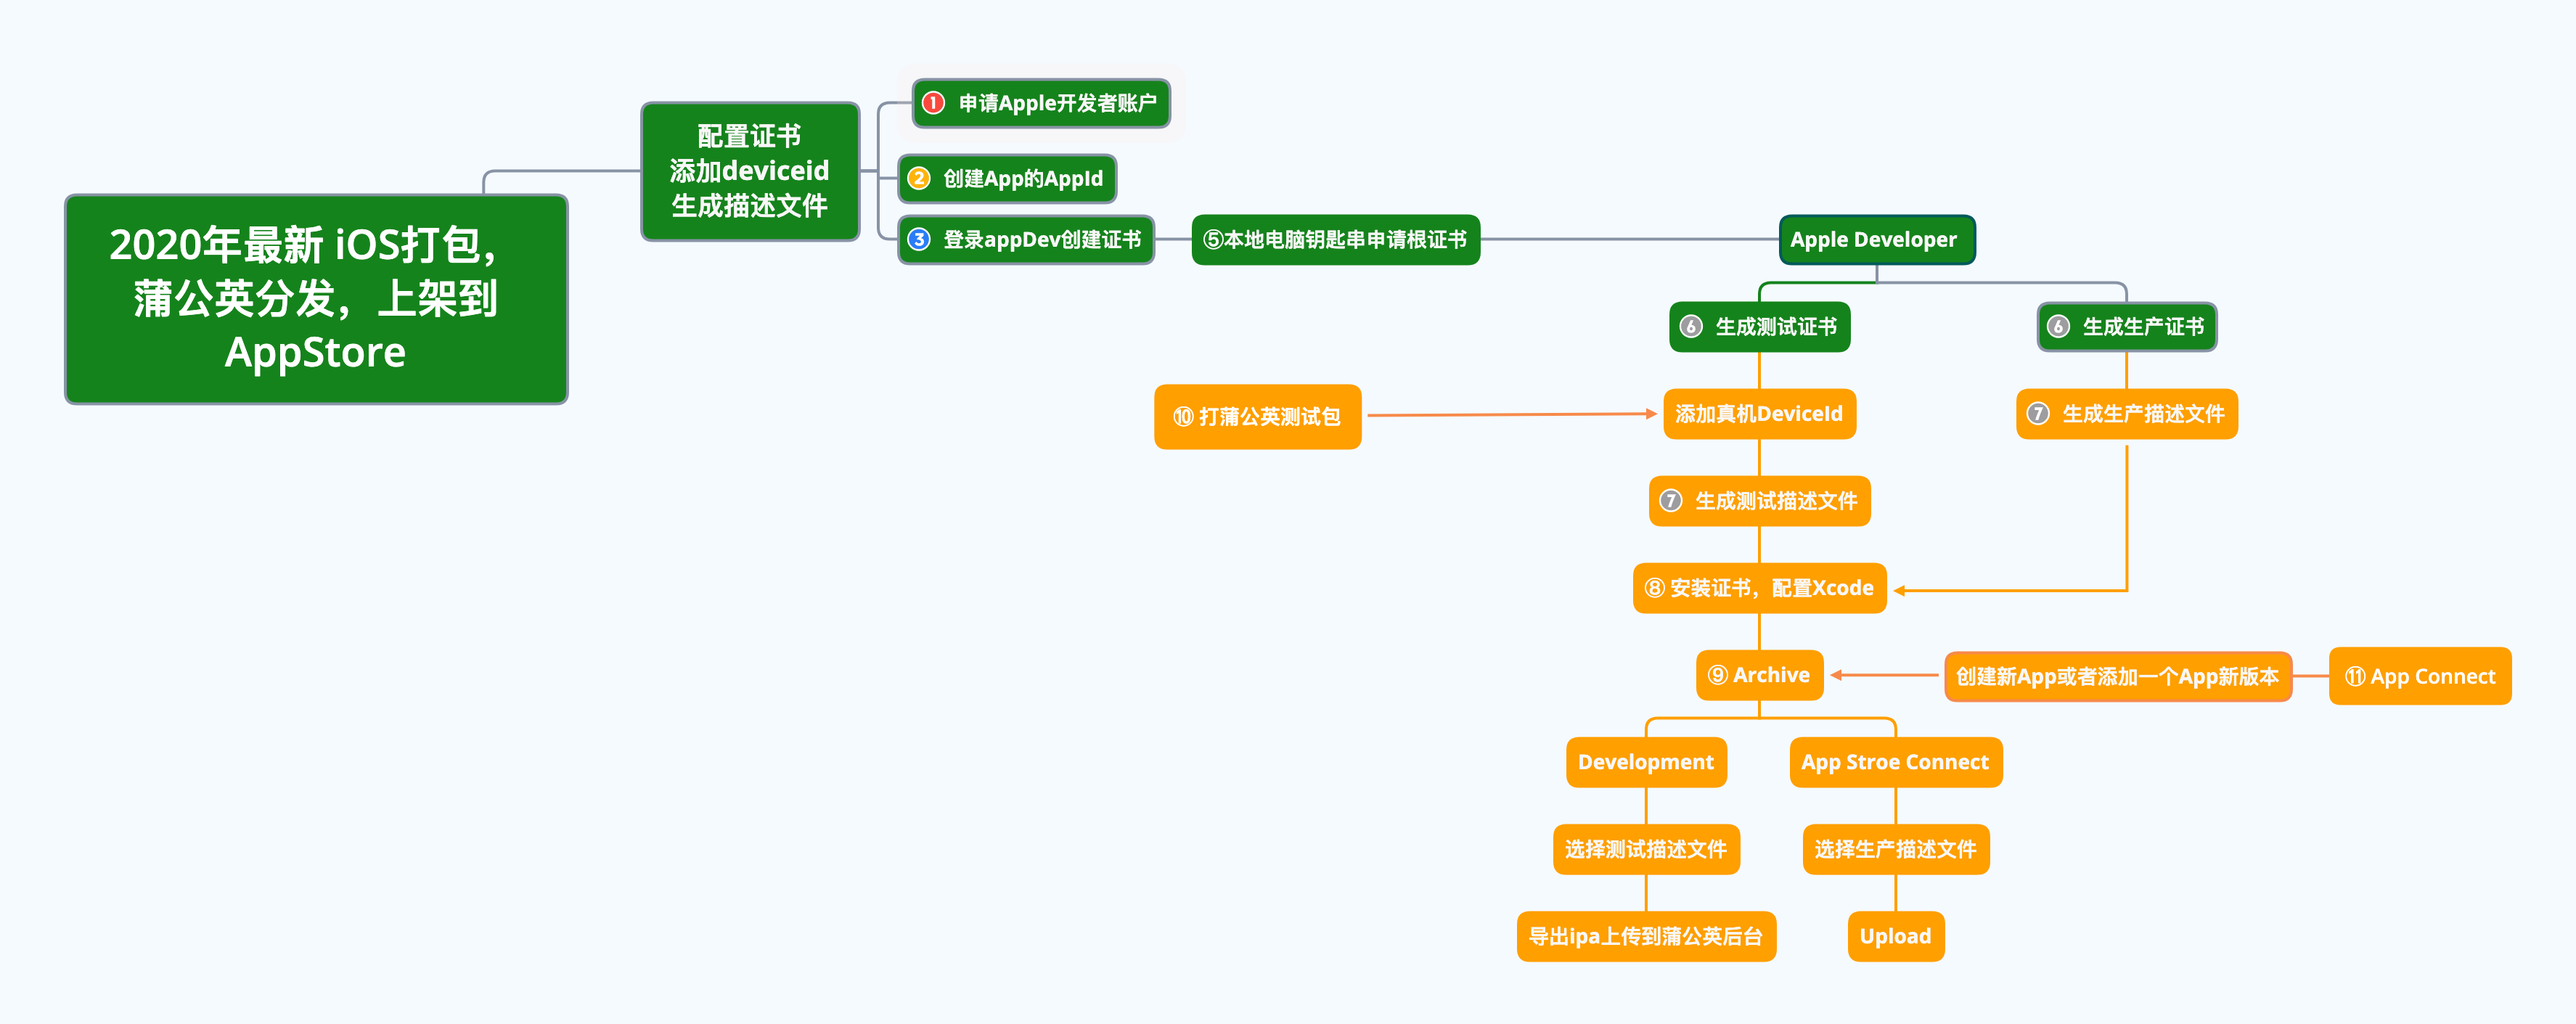 2020年最新 iOS打包，
蒲公英分发，上架到
AppStore
配置证书
添加deviceid
生成描述文件
1 申请Apple开发者账户
2 创建App的AppId
3 登录appDev创建证书
⑤本地电脑钥匙串申请根证书
Apple Developer
6 生成测试证书
6 生成生产证书
⑩ 打蒲公英测试包
添加真机DeviceId
7 生成生产描述文件
7 生成测试描述文件
⑧ 安装证书，配置Xcode
⑨ Archive
创建新App或者添加一个App新版本
⑪ App Connect
Development
App Stroe Connect
选择测试描述文件
选择生产描述文件
导出ipa上传到蒲公英后台
Upload